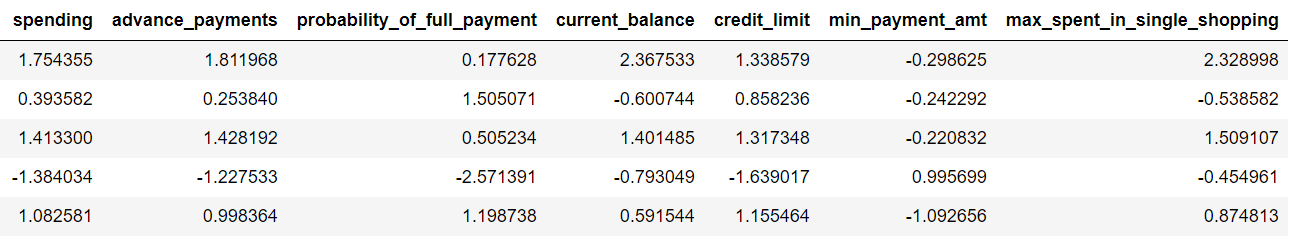 spending advance_payments probability_of_full_payment current_balance credit_limit min_payment_amt max_spent_in_single_shopping
1.754355 1.811968 0.177628 2.367533 1.338579 -0.298625 2.328998
0.393582 0.253840 1.505071 -0.600744 0.858236 -0.242292 -0.538582
1.413300 1.428192 0.505234 1.401485 1.317348 -0.220832 1.509107
-1.384034 -1.227533 -2.571391 -0.793049 -1.639017 0.995699 -0.454961
1.082581 0.998364 1.198738 0.591544 1.155464 -1.092656 0.874813